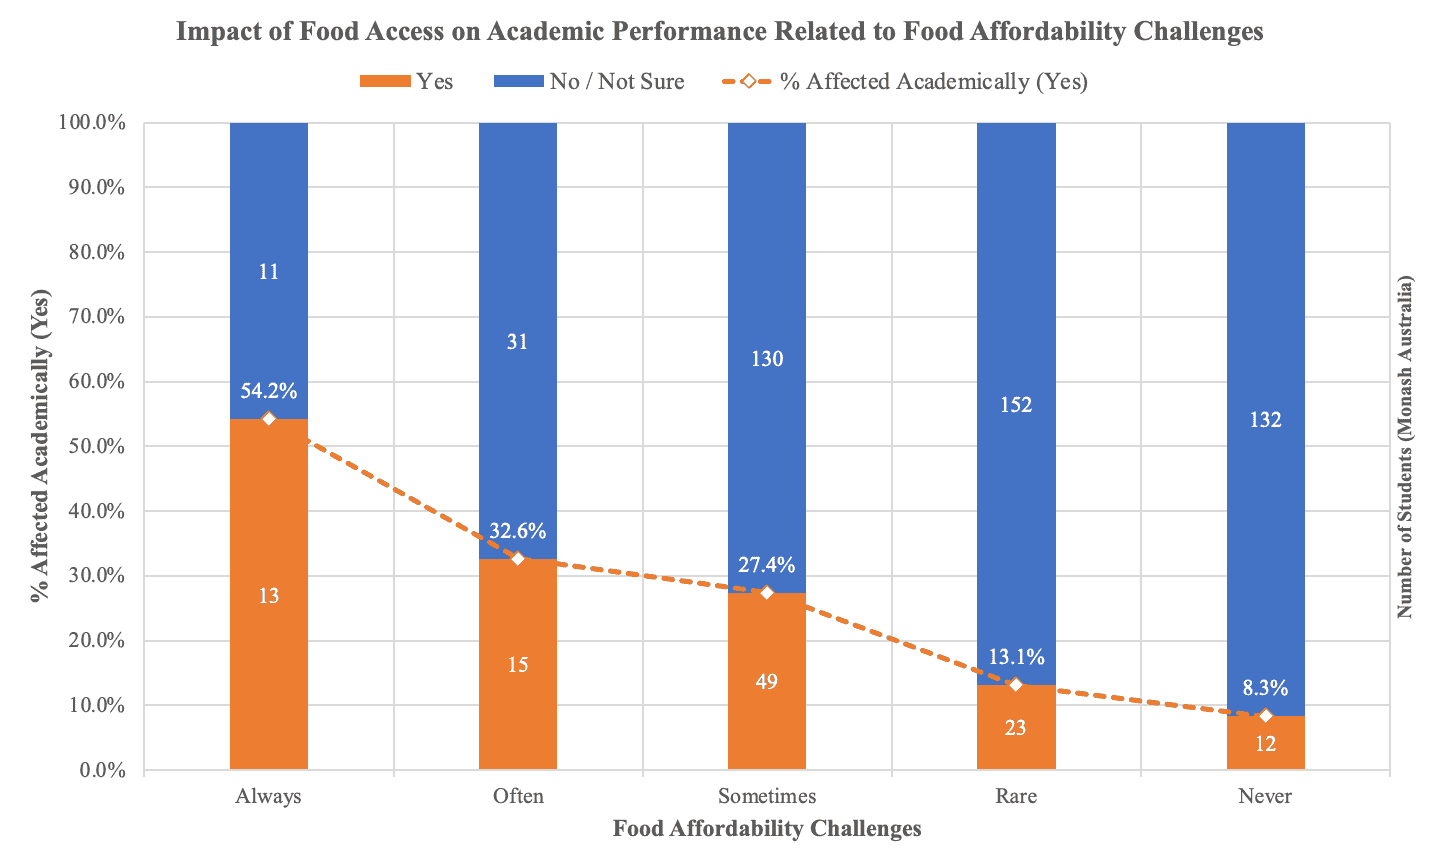 Impact of Food Access on Academic Performance Related to Food Affordability Challenges
Yes
No / Not Sure
% Affected Academically (Yes)
% Affected Academically (Yes)
100.0%
90.0%
80.0%
70.0%
60.0%
50.0%
40.0%
30.0%
20.0%
10.0%
0.0%
11
54.2%
13
31
32.6%
15
130
27.4%
49
152
13.1%
23
132
8.3%
12
Number of Students (Monash Australia)
Always
Often
Sometimes
Rare
Never
Food Affordability Challenges